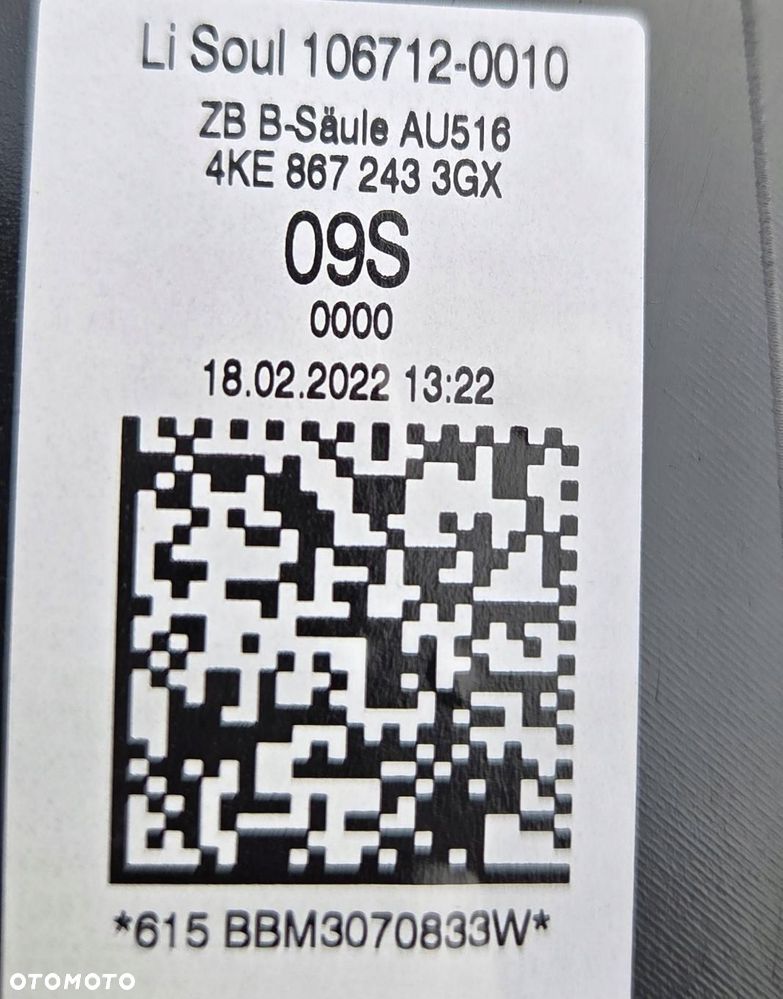 Li Soul 106712-0010
ZB B-Säule AU516
4KE 867 243 3GX
09S
0000
18.02.2022 13:22
*615 BBM3070833W*
OTOMOTO